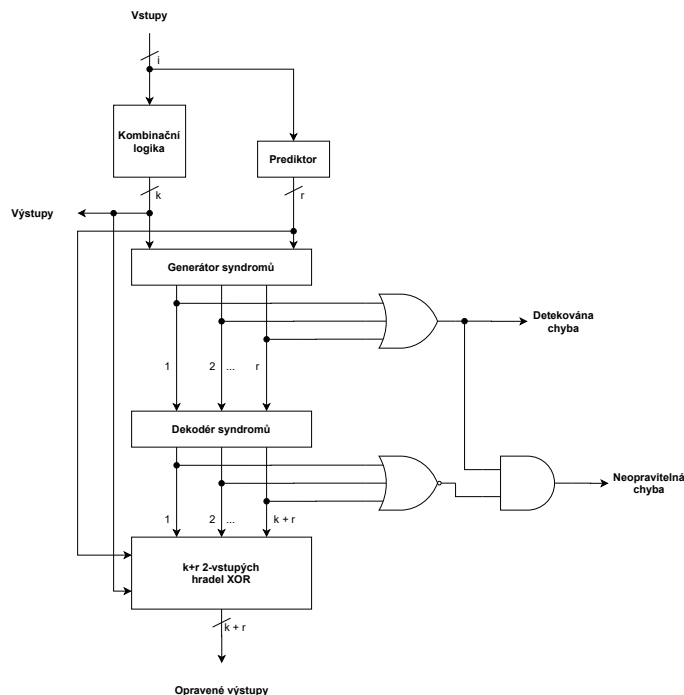 Vstupy
i
Kombinační
logika
Prediktor
k
r
Výstupy
Generátor syndromů
Detekována
chyba
1
2 ...
r
Dekodér syndromů
Neopravitelná
chyba
1
2 ...
k + r
k+r 2-vstupých
hradel XOR
k + r
Opravené výstupy